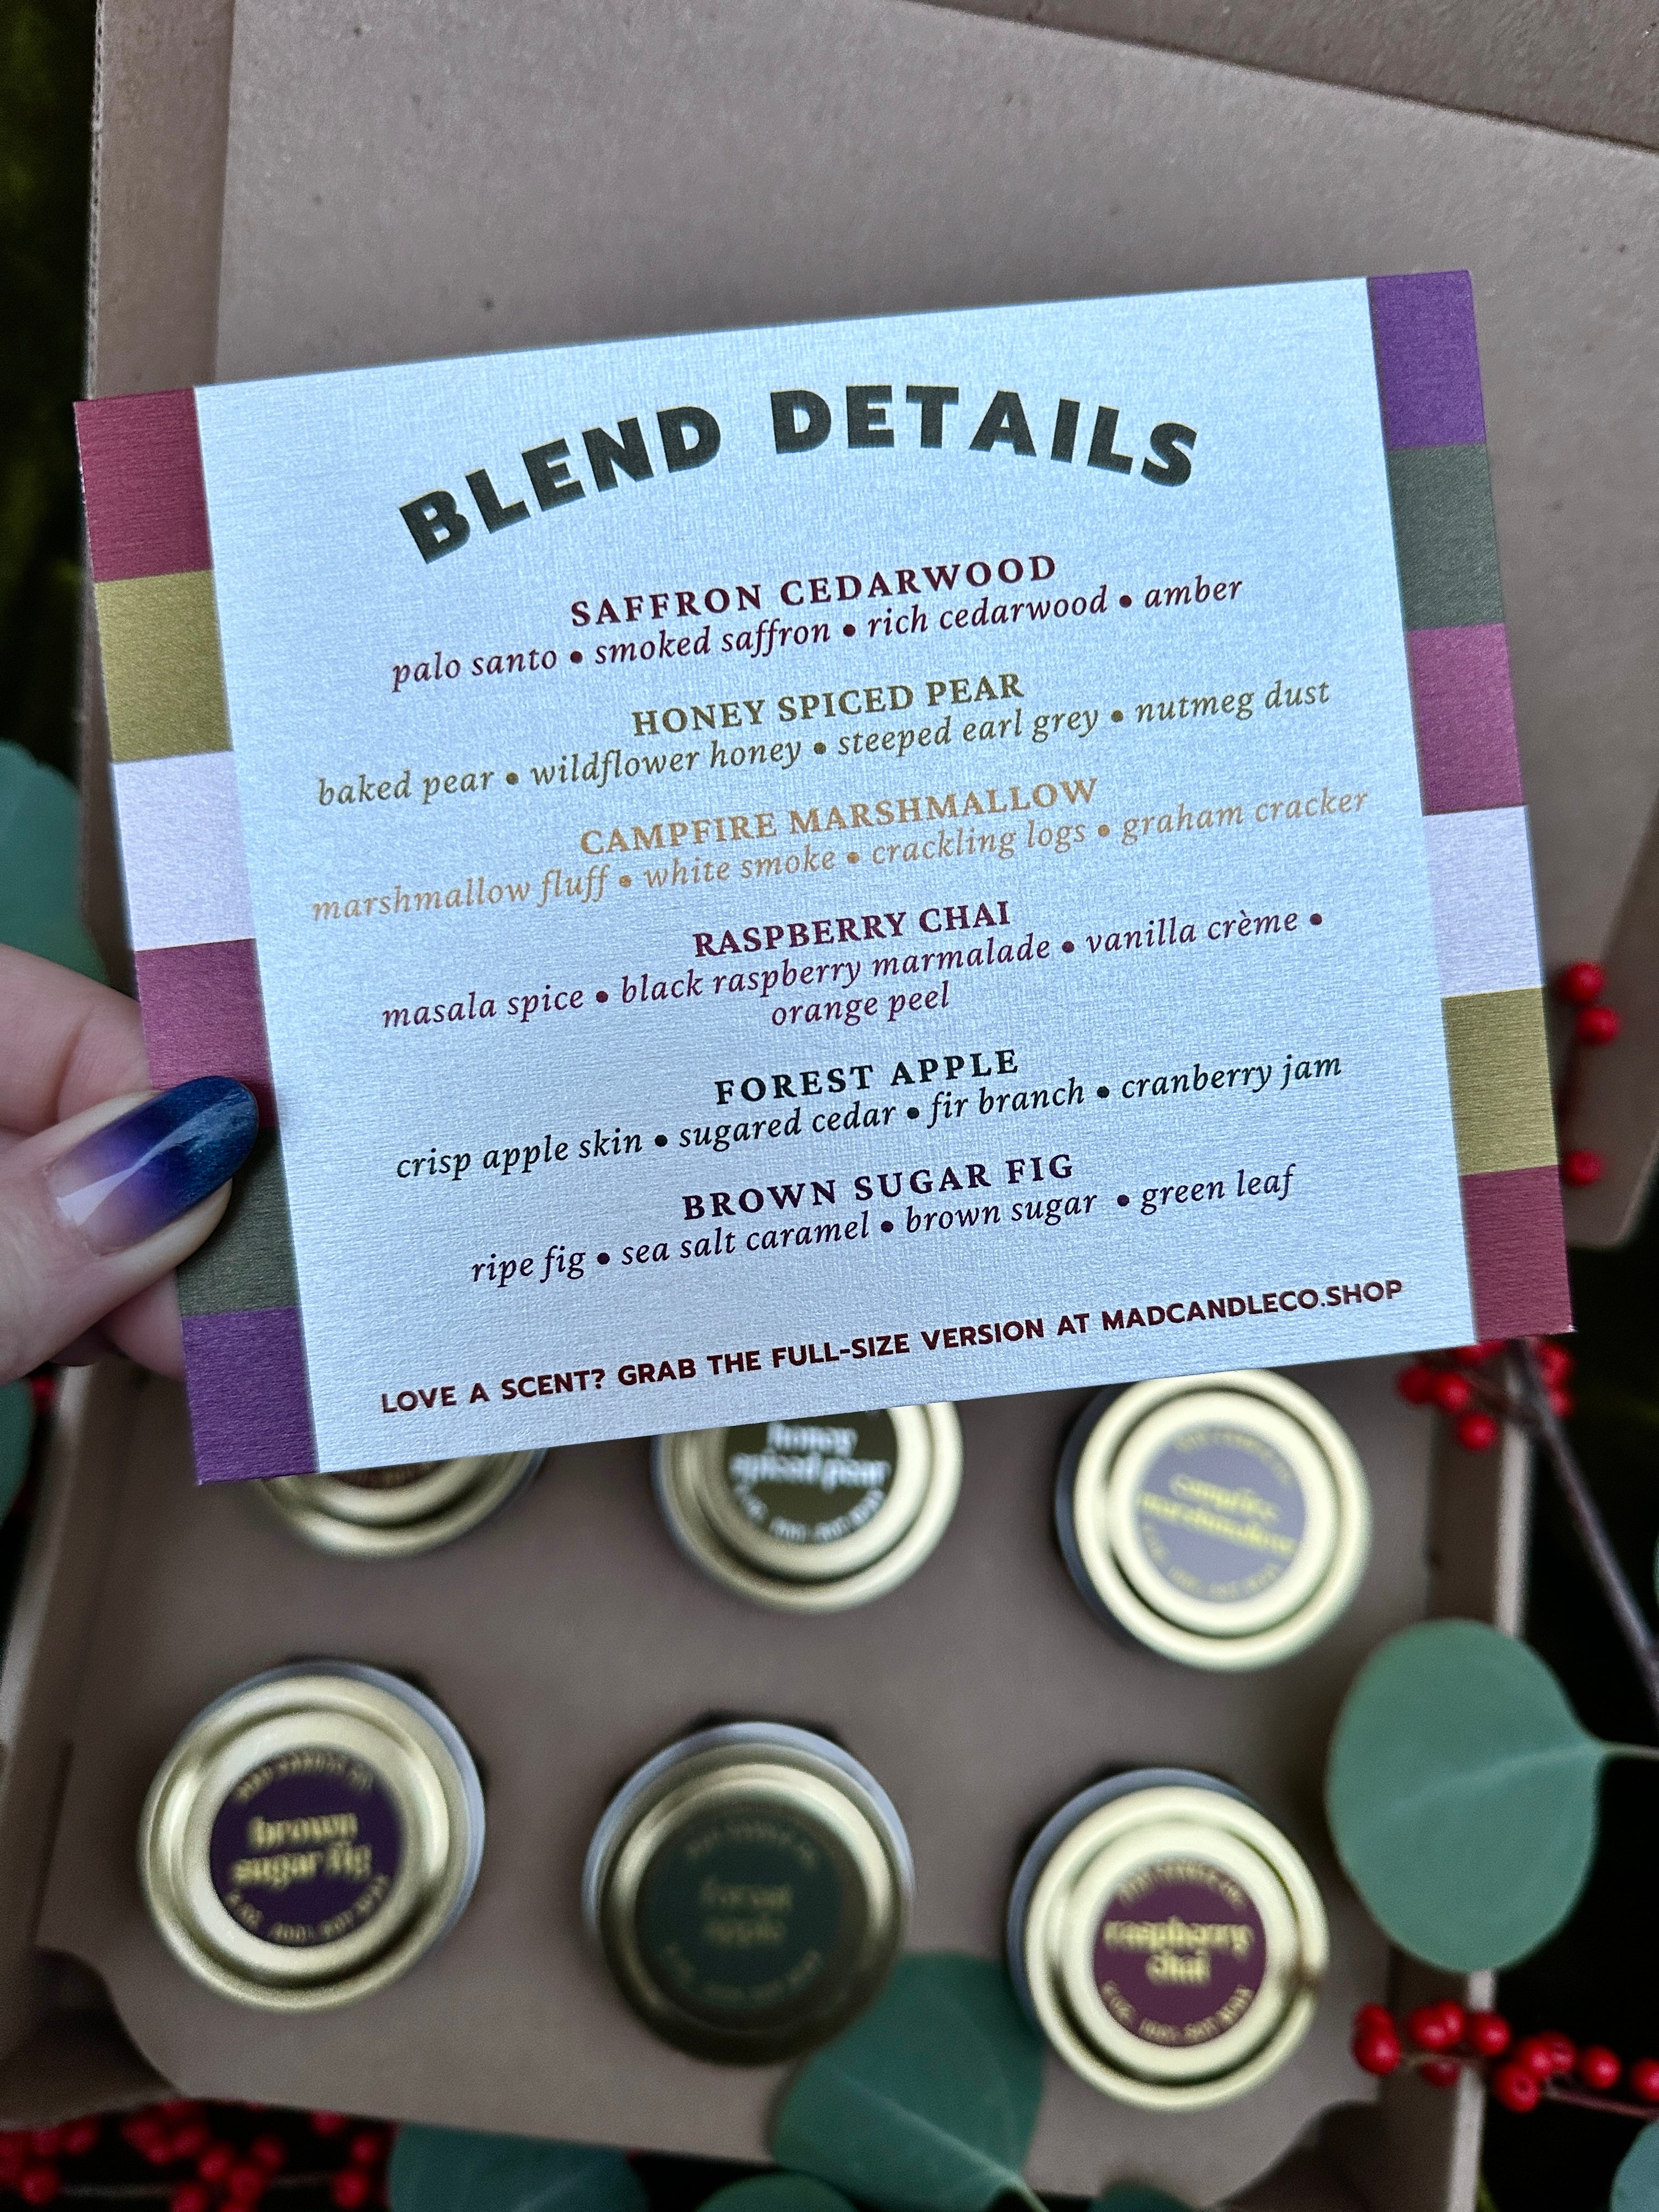 BLEND DETAILS
SAFFRON CEDARWOOD
palo santo • smoked saffron • rich cedarwood • amber
HONEY SPICED PEAR
baked pear • wildflower honey • steeped earl grey • nutmeg dust
CAMPFIRE MARSHMALLOW
marshmallow fluff • white smoke • crackling logs • graham cracker
RASPBERRY CHAI
masala spice • black raspberry marmalade • vanilla crème •
orange peel
FOREST APPLE
crisp apple skin • sugared cedar • fir branch • cranberry jam
BROWN SUGAR FIG
ripe fig • sea salt caramel • brown sugar • green leaf
LOVE A SCENT? GRAB THE FULL-SIZE VERSION AT MADCANDLECO.SHOP
honey
spiced pear
campfire
marshmallow
brown
sugar fig
forest
apple
raspberry
chai